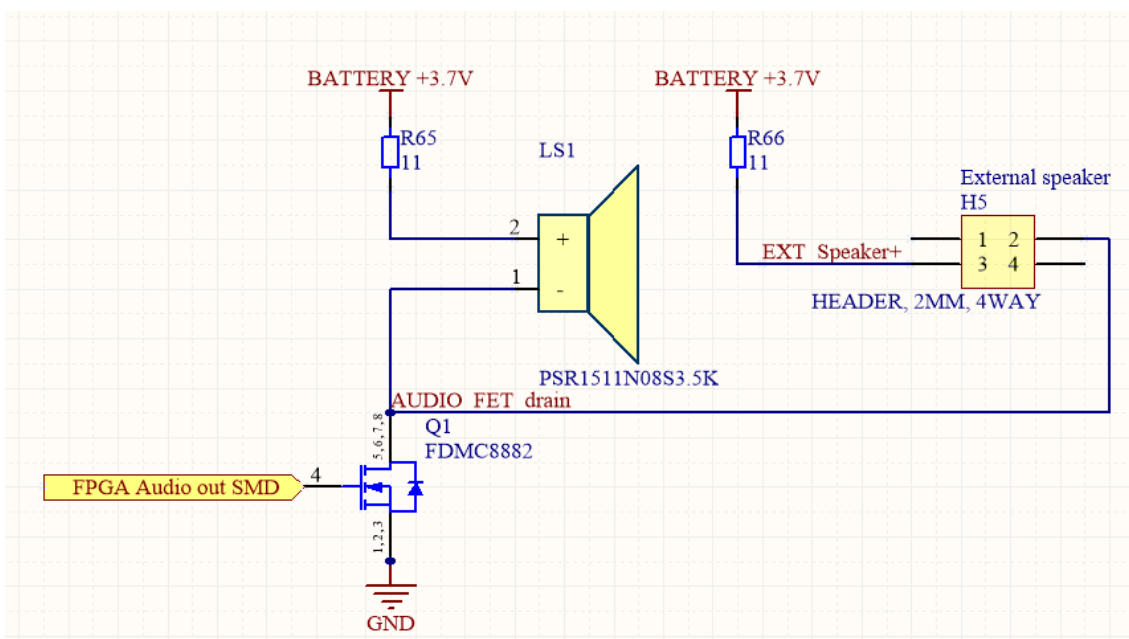 BATTERY +3.7V
BATTERY +3.7V
R65
11
LS1
R66
11
External speaker
H5
2
+
1
-
EXT Speaker+
1 2
3 4
HEADER, 2MM, 4WAY
PSR1511N08S3.5K
AUDIO FET drain
5,6,7,8
Q1
FDMC8882
FPGA Audio out SMD
4
1,2,3
GND